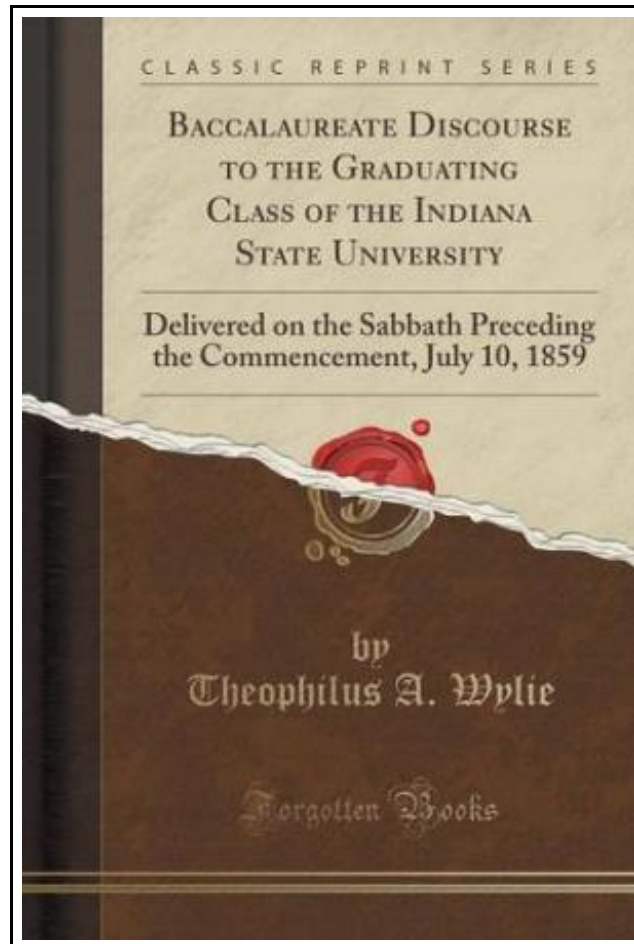 CLASSIC REPRINT SERIES
BACCALAUREATE DISCOURSE
TO THE GRADUATING
CLASS OF THE INDIANA
STATE UNIVERSITY
Delivered on the Sabbath Preceding
the Commencement, July 10, 1859
F
by
Theophilus A. Wylie
Forgotten Books